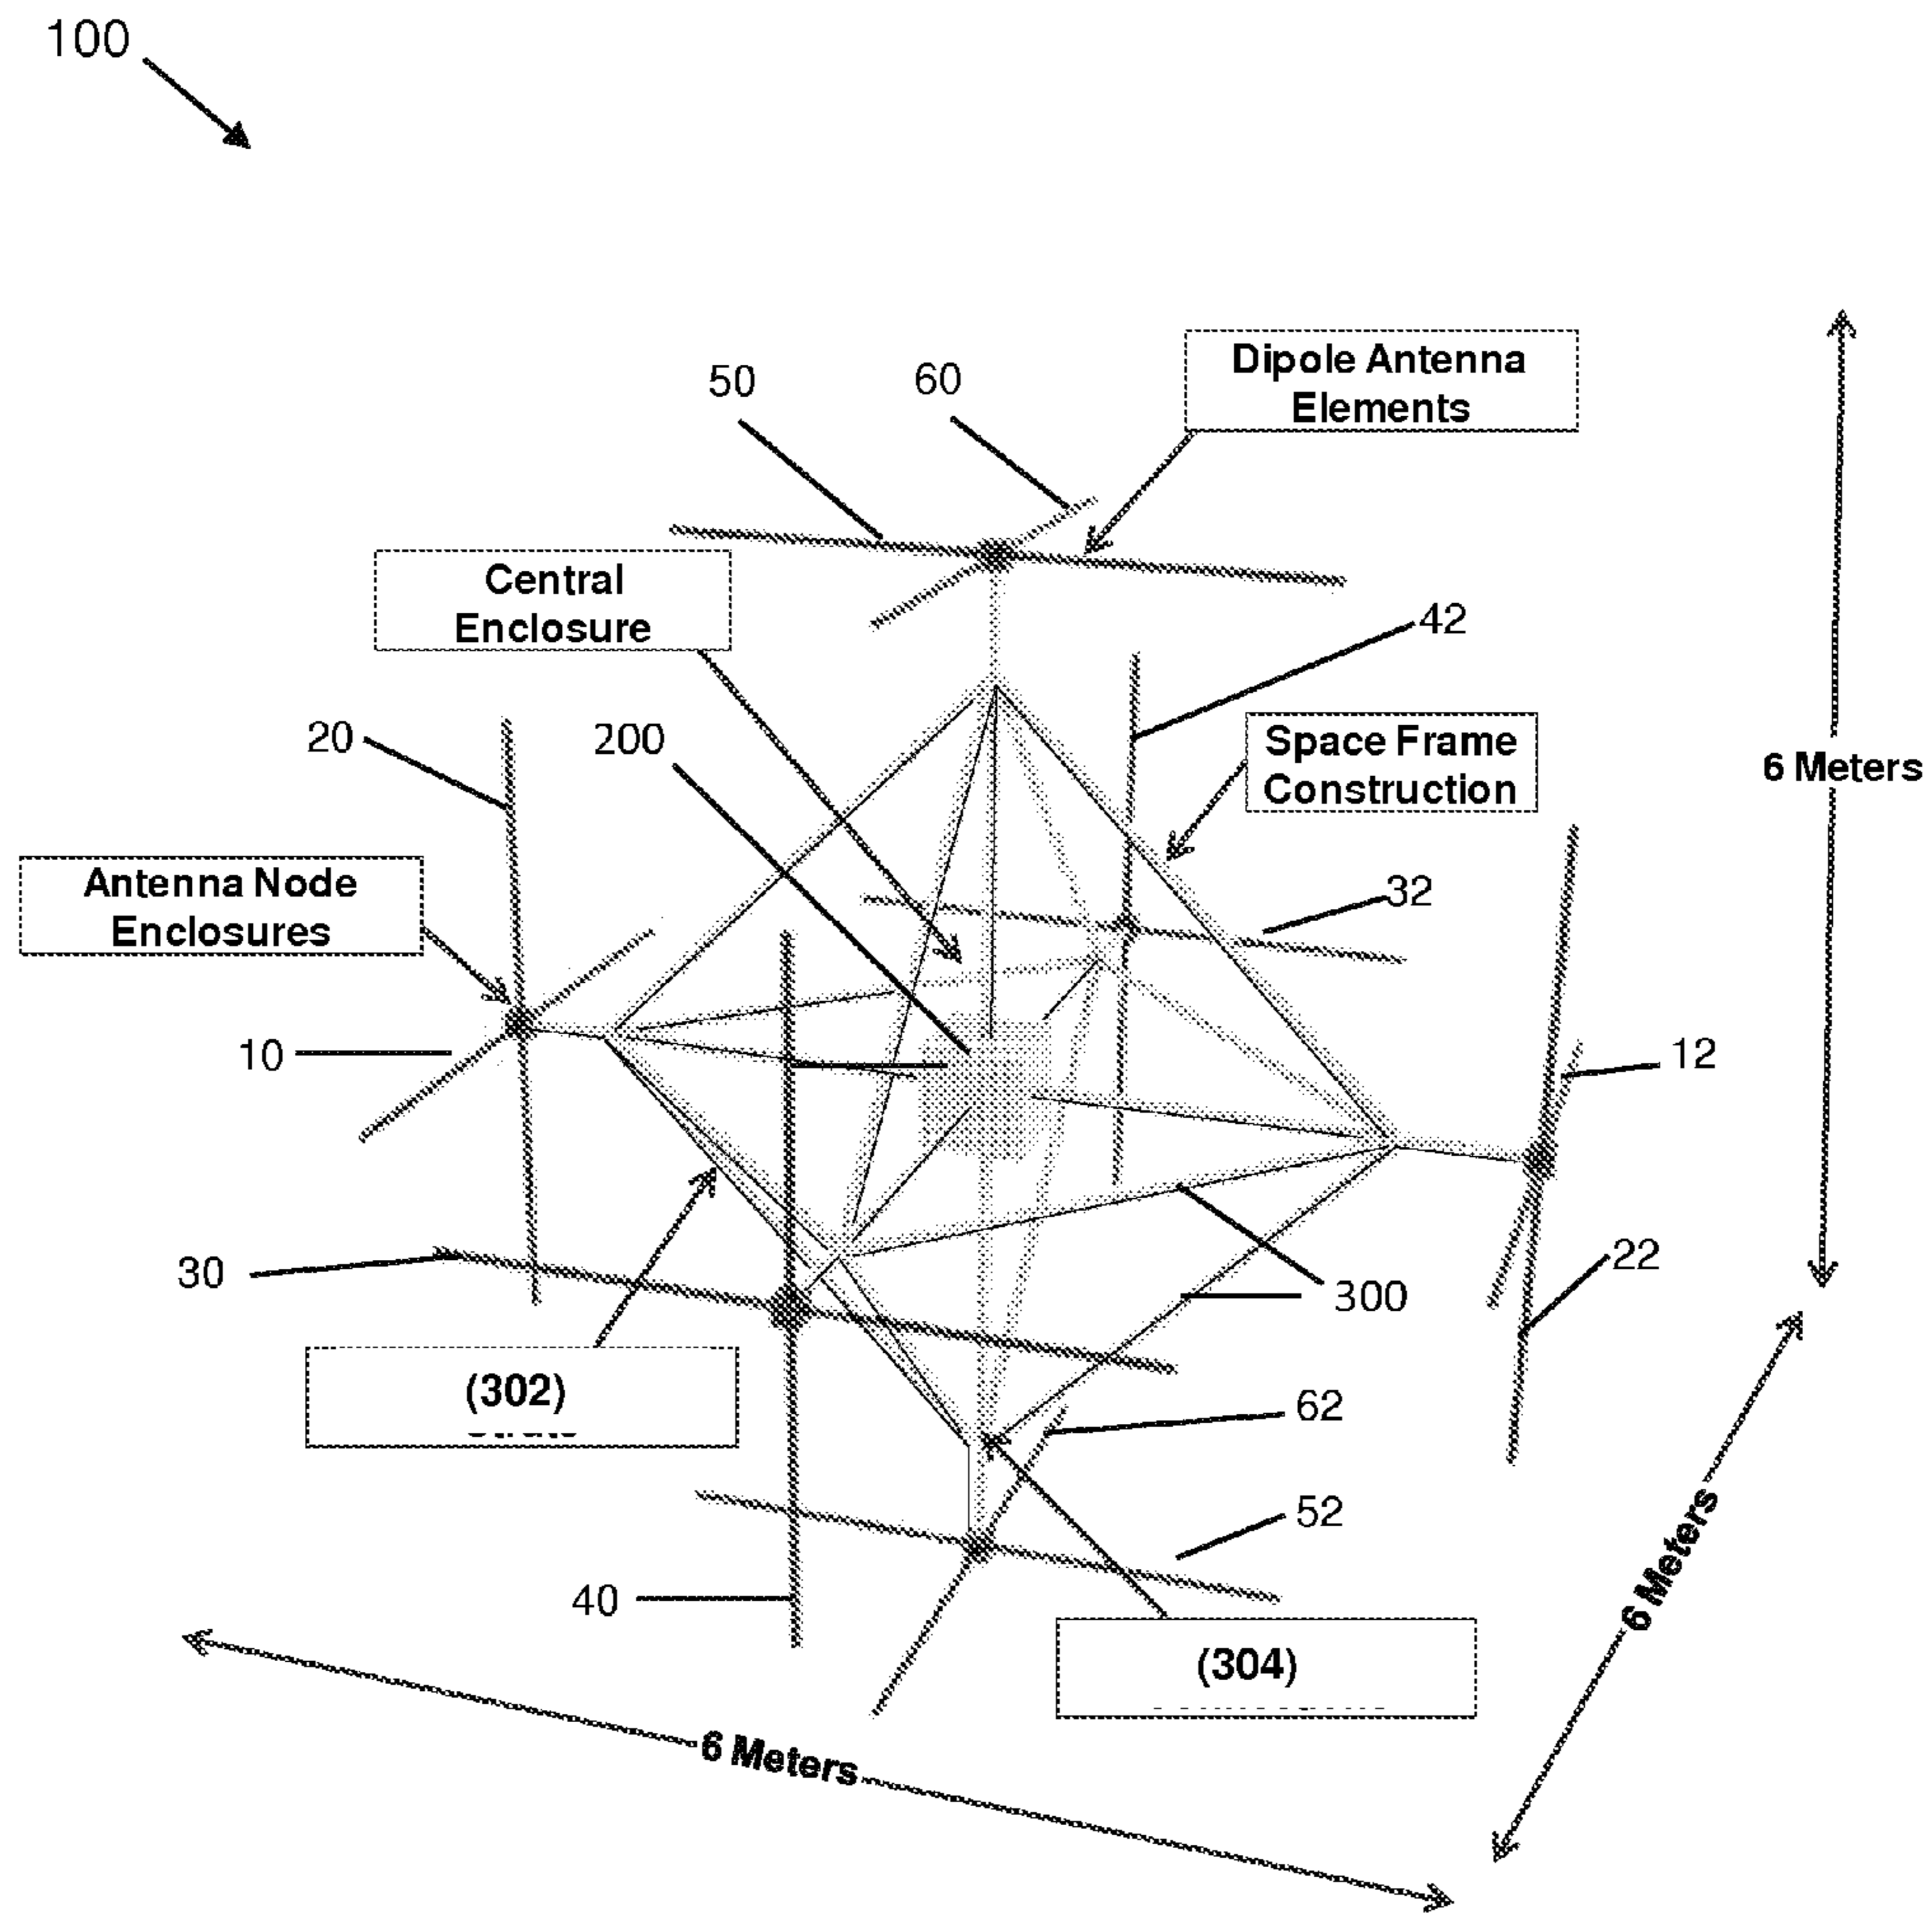 100
50
60
Dipole Antenna
Elements
Central
Enclosure
42
20
200
Space Frame
Construction
6 Meters
Antenna Node
Enclosures
32
10
12
30
22
300
(302)
62
52
40
(304)
6 Meters
6 Meters